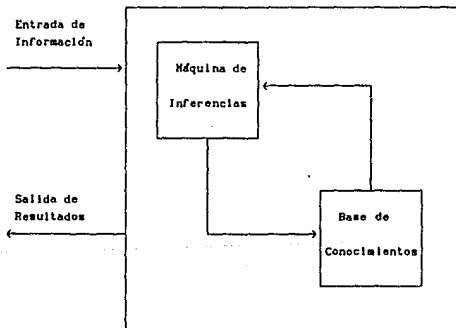 Entrada de
Información
Máquina de
Inferencias
Salida de
Resultados
Base de
Conocimientos